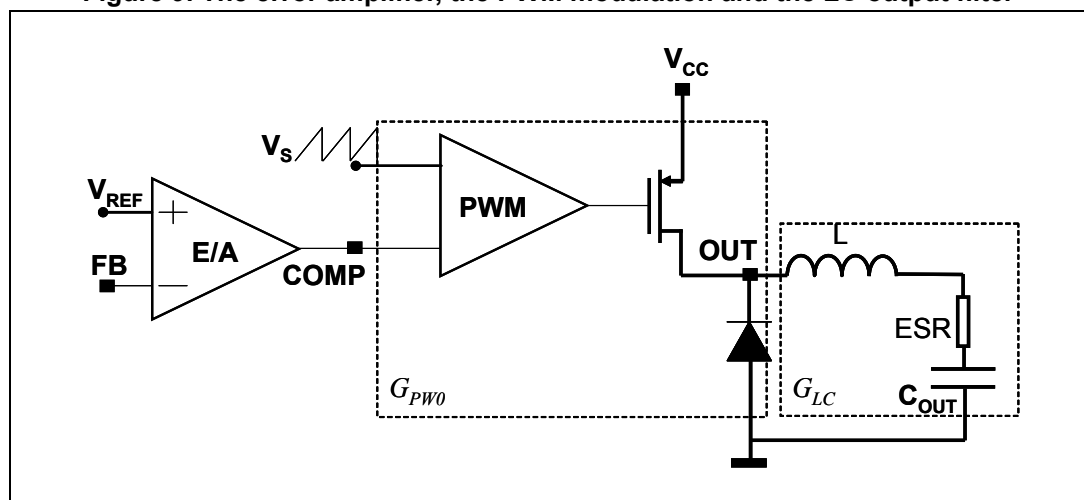 Figure 9. The error amplifier, the PWM modulation and the LC output filter
V_CC
V_S
V_REF
+
E/A
FB
−
COMP
PWM
OUT
L
ESR
C_OUT
G_PW0
G_LC